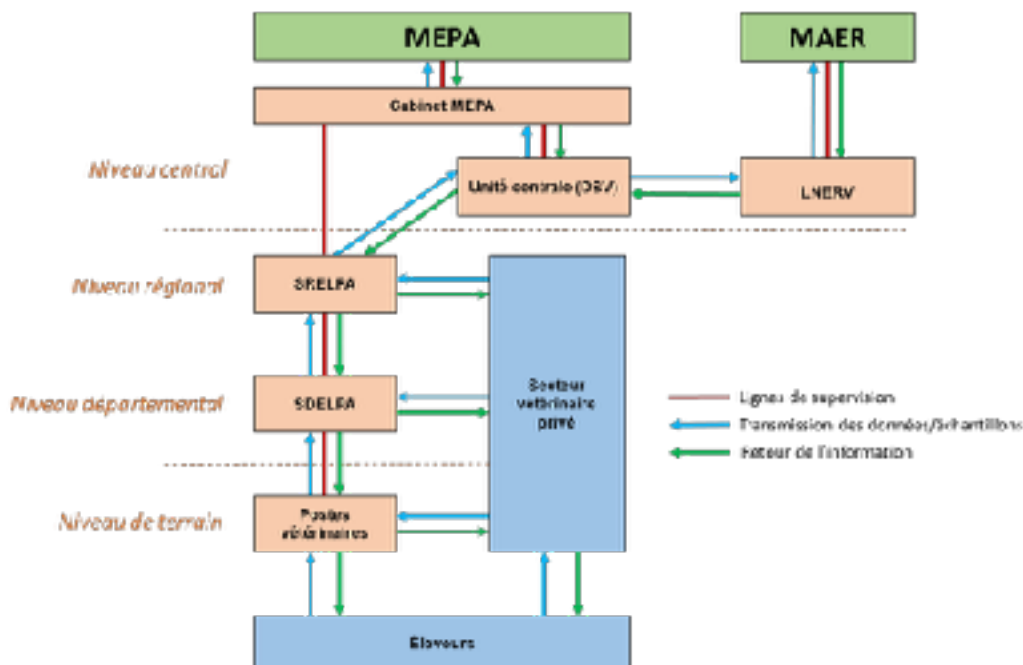 MEPA
MAER
Cabinet MEPA
Niveau central
Unité centrale (DSV)
LNERV
Niveau régional
SRELPA
Niveau départemental
SDELPA
Secteur
vétérinaire
privé
Lignes de supervision
Transmission des données/échantillons
Retour de l'information
Niveau de terrain
Postes
vétérinaires
Éleveurs